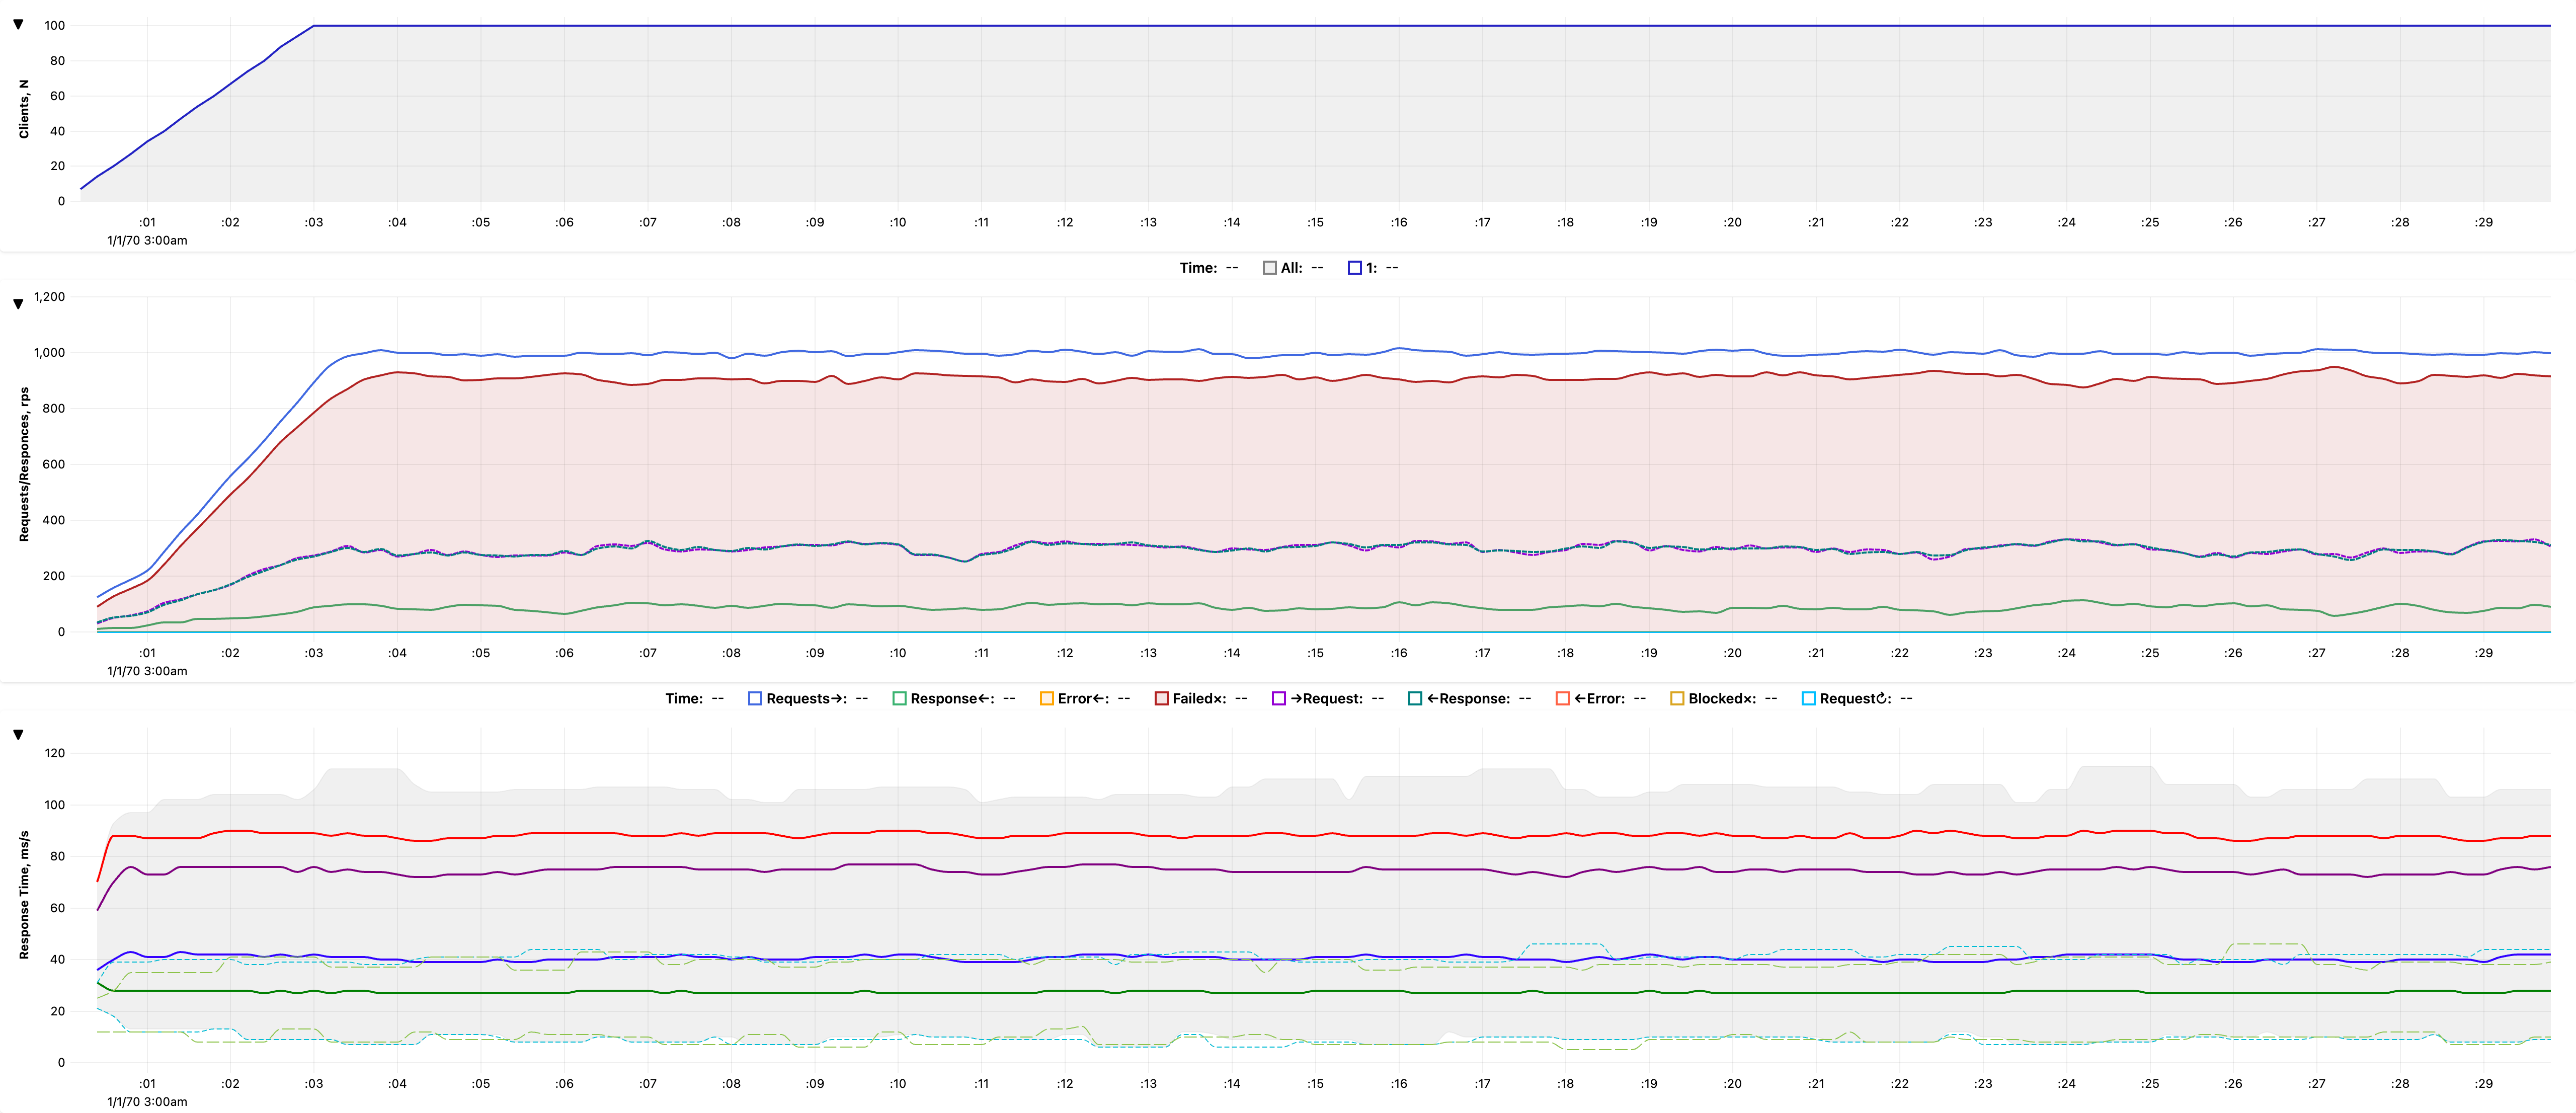 ▼
Clients, N
100
80
60
40
20
0
:01 :02 :03 :04 :05 :06 :07 :08 :09 :10 :11 :12 :13 :14 :15 :16 :17 :18 :19 :20 :21 :22 :23 :24 :25 :26 :27 :28 :29
1/1/70 3:00am
Time: -- All: -- 1: --
▼
Requests/Responces, rps
1,200
1,000
800
600
400
200
0
:01 :02 :03 :04 :05 :06 :07 :08 :09 :10 :11 :12 :13 :14 :15 :16 :17 :18 :19 :20 :21 :22 :23 :24 :25 :26 :27 :28 :29
1/1/70 3:00am
Time: -- Requests→: -- Response←: -- Error←: -- Failed×: -- →Request: -- ←Response: -- ←Error: -- Blocked×: -- Request↻: --
▼
Response Time, ms/s
120
100
80
60
40
20
0
:01 :02 :03 :04 :05 :06 :07 :08 :09 :10 :11 :12 :13 :14 :15 :16 :17 :18 :19 :20 :21 :22 :23 :24 :25 :26 :27 :28 :29
1/1/70 3:00am